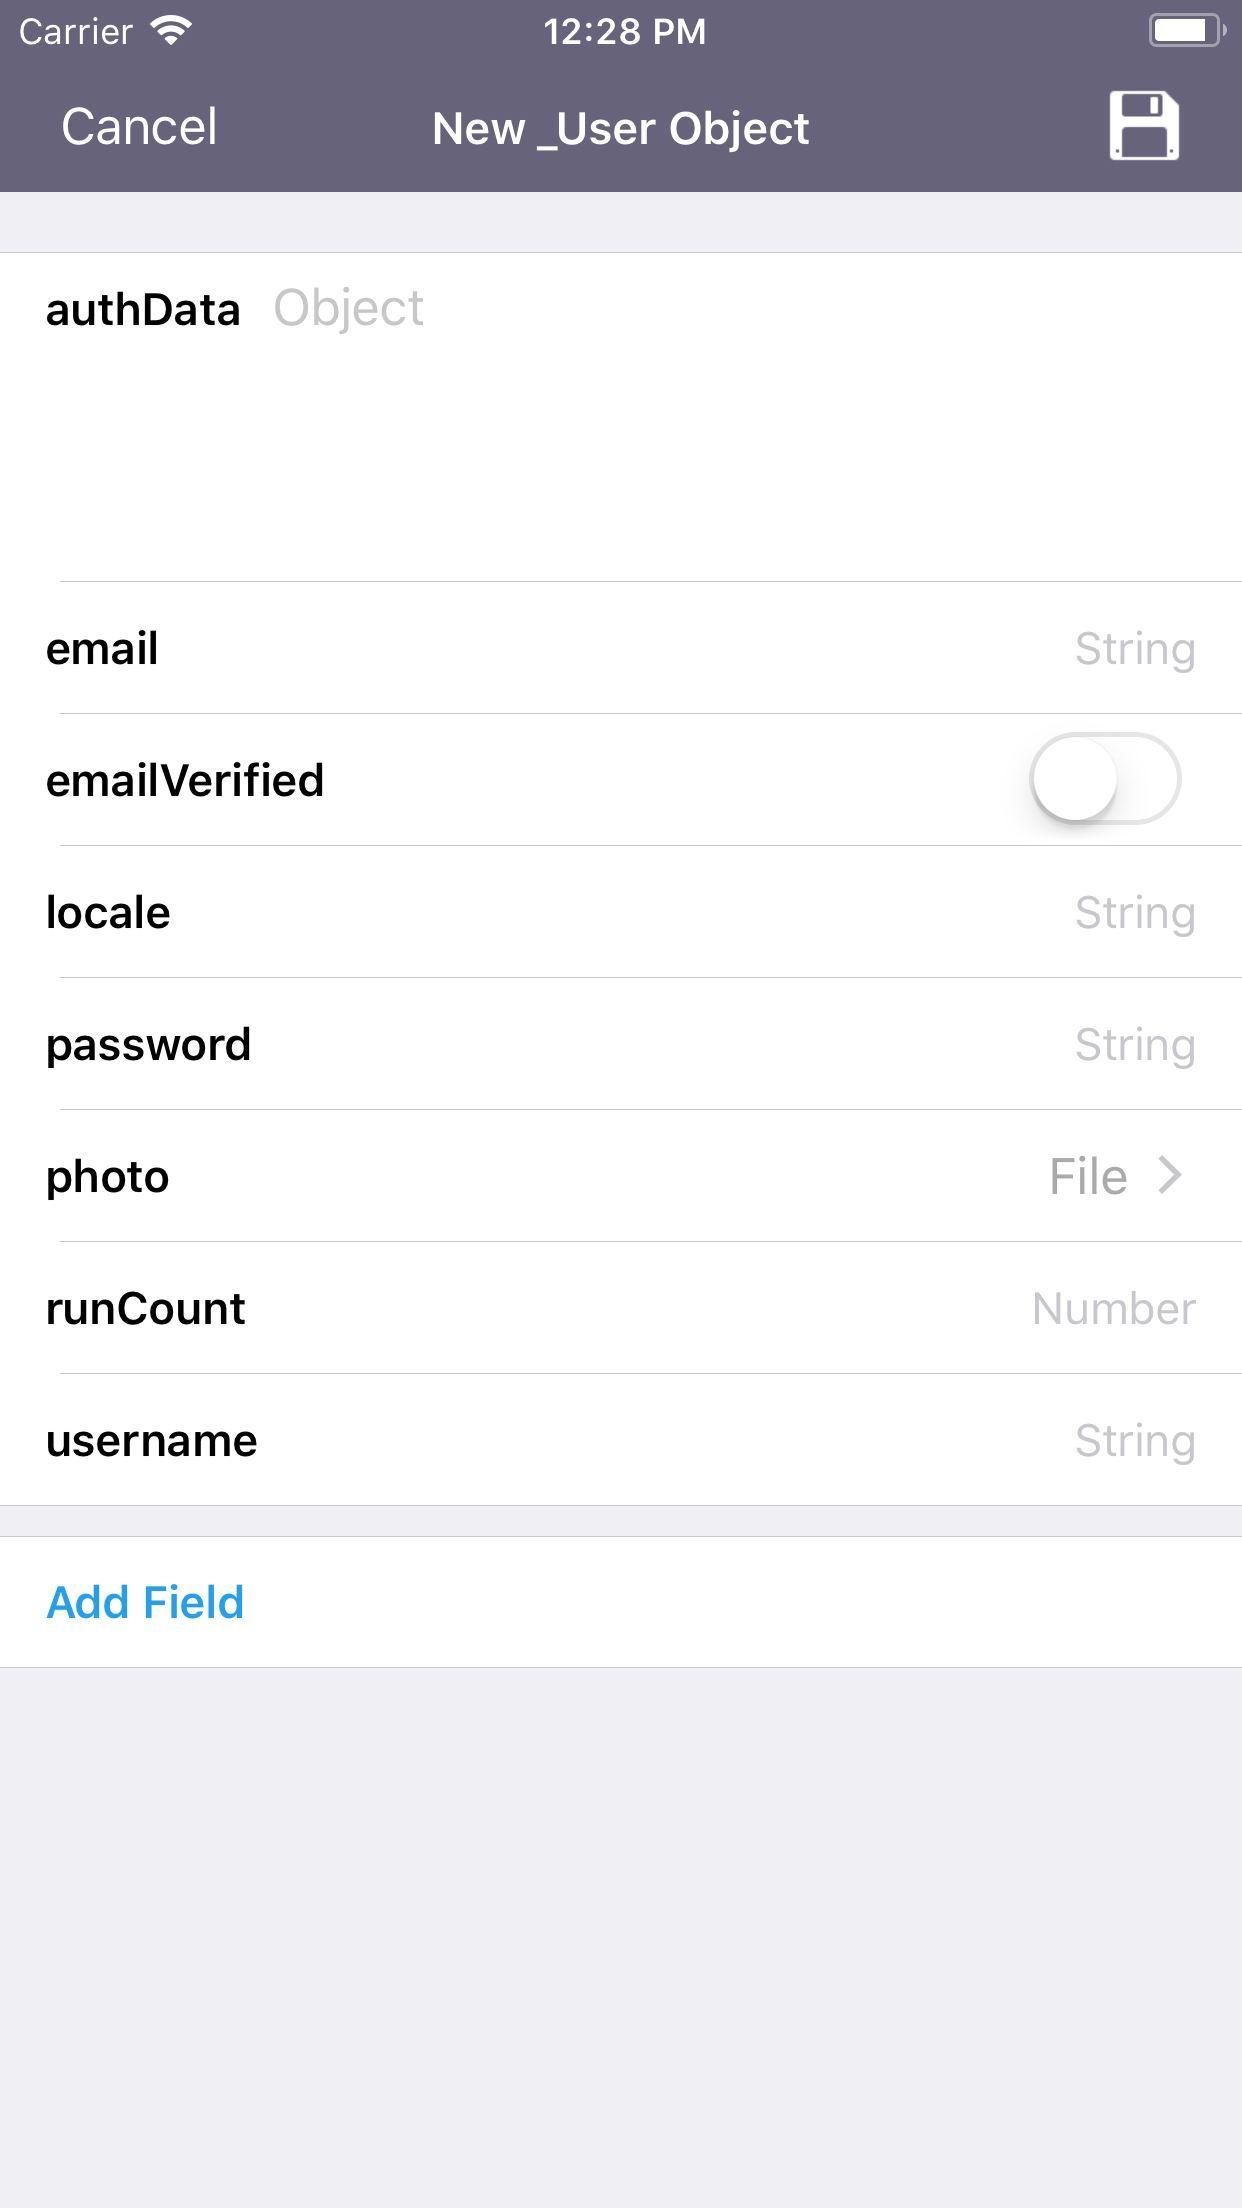 Carrier 12:28 PM
Cancel New _User Object
authData Object
email String
emailVerified
locale String
password String
photo File
runCount Number
username String
Add Field